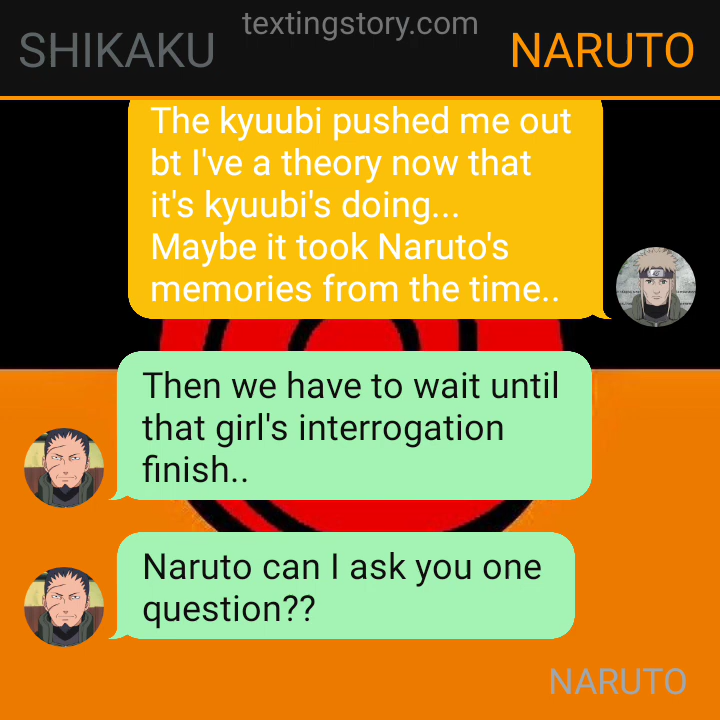 textingstory.com
SHIKAKU
NARUTO
The kyuubi pushed me out
bt I've a theory now that
it's kyuubi's doing...
Maybe it took Naruto's
memories from the time..
Then we have to wait until
that girl's interrogation
finish..
Naruto can I ask you one
question??
NARUTO